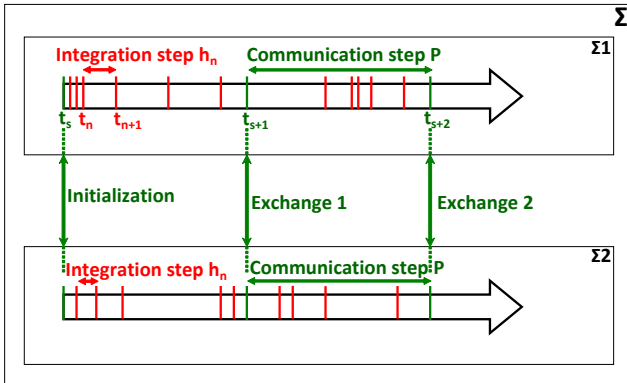 Σ
Σ1
Integration step hn
Communication step P
ts
tn
tn+1
ts+1
ts+2
Initialization
Exchange 1
Exchange 2
Σ2
Integration step hn
Communication step P